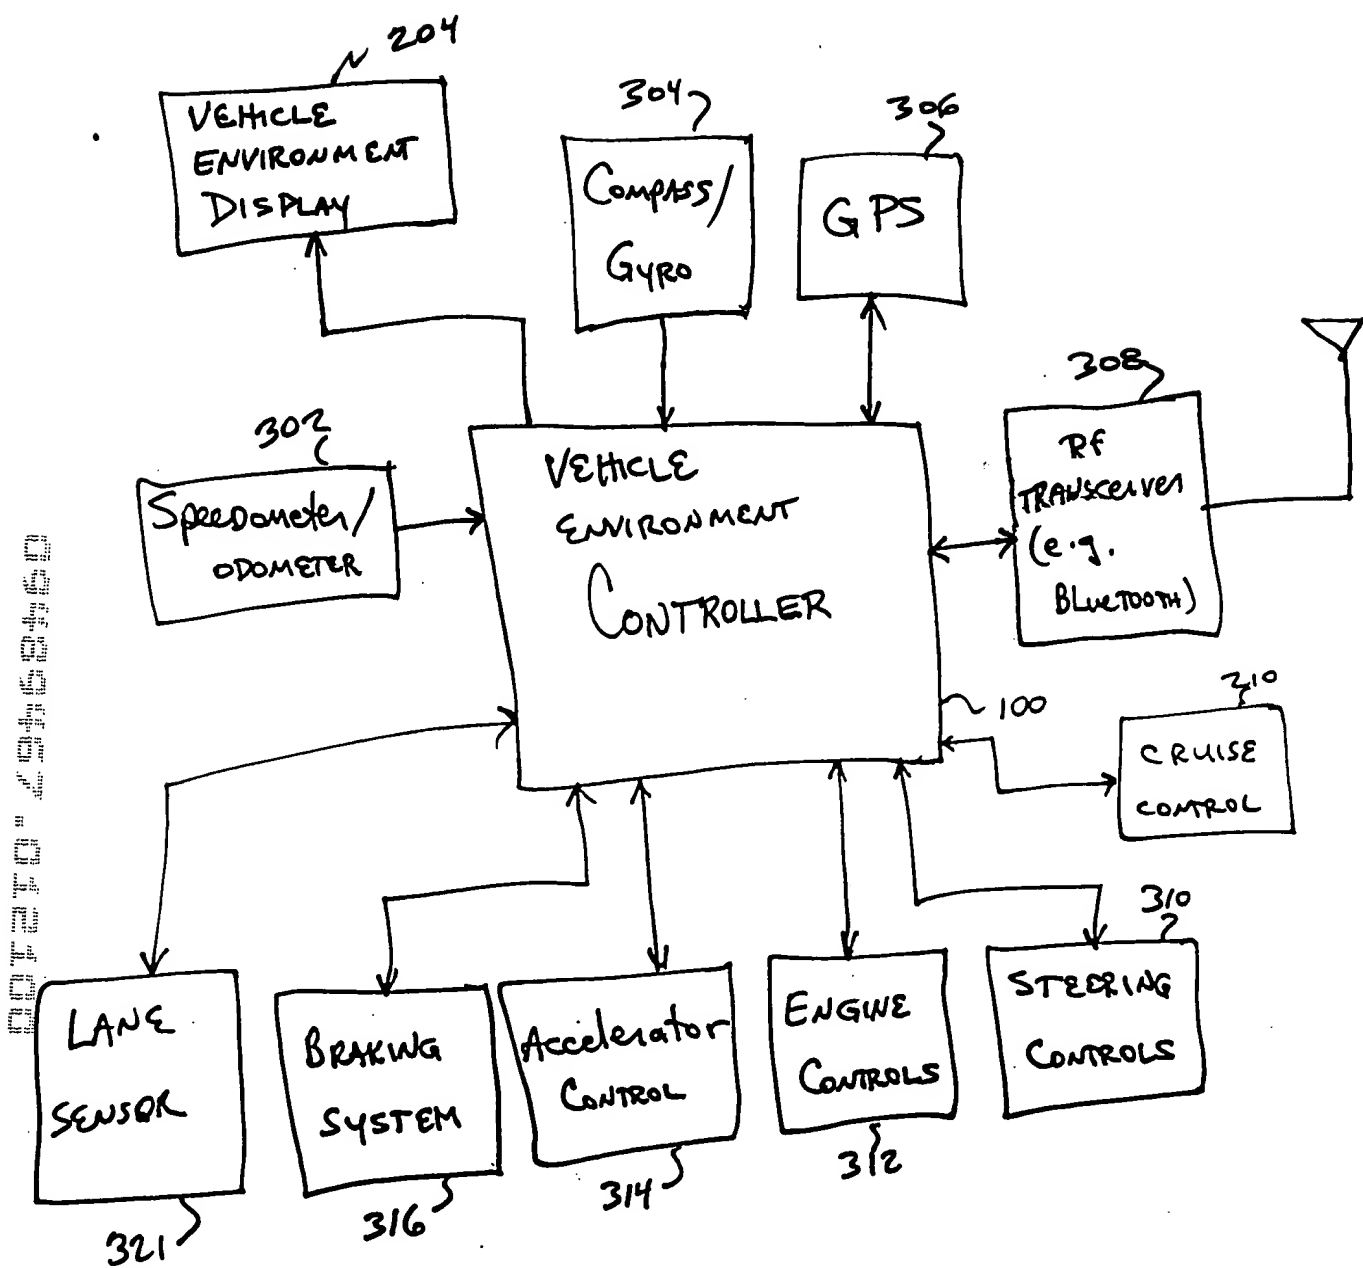 204
VEHICLE
ENVIRONMENT
DISPLAY
304
COMPASS/
GYRO
306
GPS
308
RF
TRANSCEIVER
(e.g.
BLUETOOTH)
302
SPEEDOMETER/
ODOMETER
VEHICLE
ENVIRONMENT
CONTROLLER
100
210
CRUISE
CONTROL
LANE
SENSOR
321
BRAKING
SYSTEM
316
Accelerator
CONTROL
314
ENGINE
CONTROLS
312
310
STEERING
CONTROLS